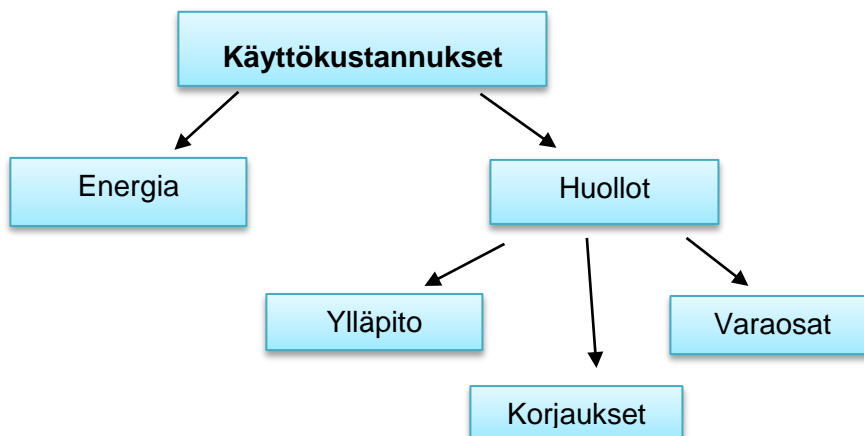 Käyttökustannukset
Energia
Huollot
Ylläpito
Varaosat
Korjaukset